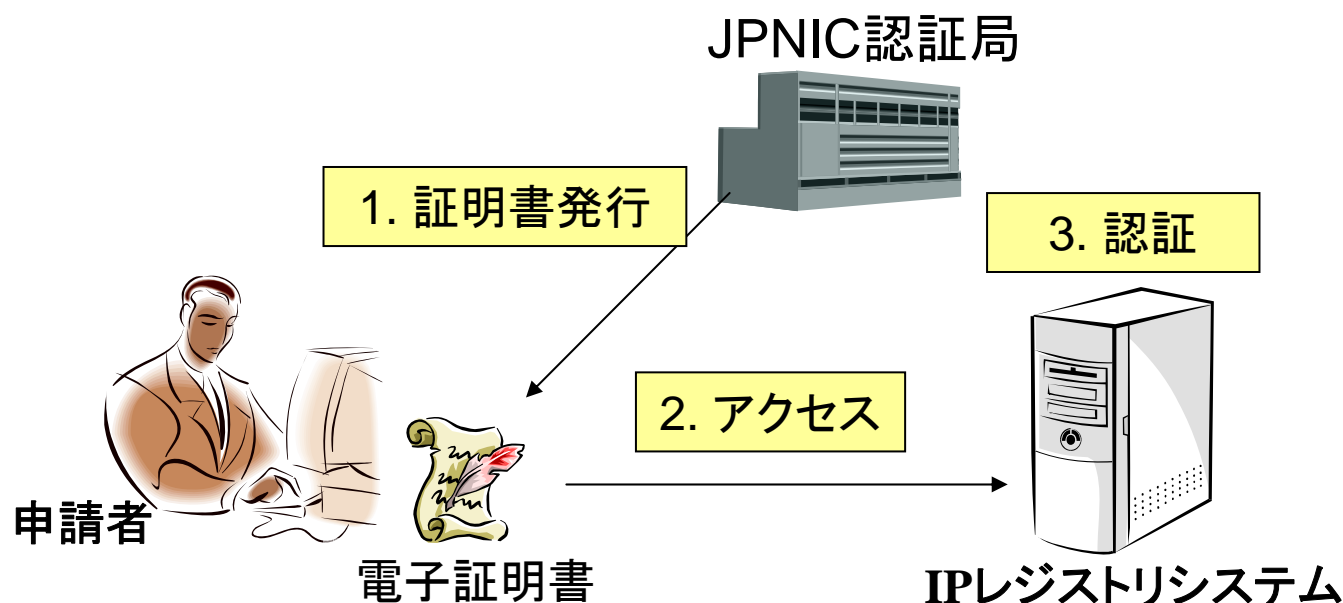 JPNIC認証局
1. 証明書発行
3. 認証
2. アクセス
申請者
電子証明書
IPレジストリシステム